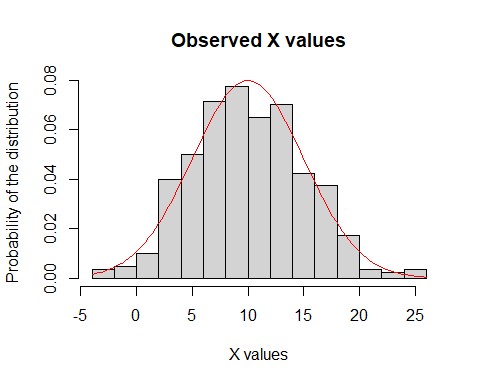 Observed X values
Probability of the distribution
0.00 0.02 0.04 0.06 0.08
-5 0 5 10 15 20 25
X values